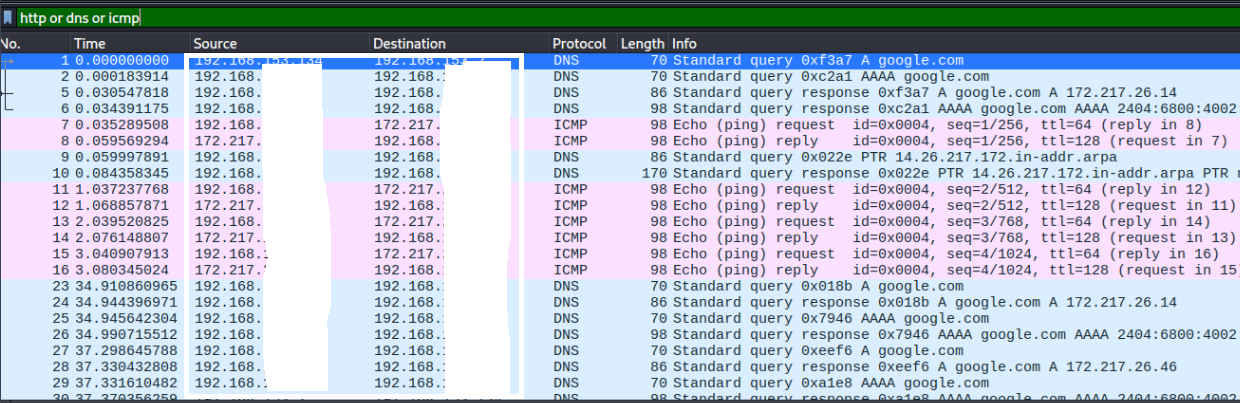 http or dns or icmp
No. Time Source Destination Protocol Length Info
1 0.000000000 192.168.153.134 192.168.153.2 DNS 70 Standard query 0xf3a7 A google.com
2 0.000183914 192.168. 192.168. DNS 70 Standard query 0xc2a1 AAAA google.com
5 0.030547818 192.168. 192.168. DNS 86 Standard query response 0xf3a7 A google.com A 172.217.26.14
6 0.034391175 192.168. 192.168. DNS 98 Standard query response 0xc2a1 AAAA google.com AAAA 2404:6800:4002
7 0.035289508 192.168. 172.217. ICMP 98 Echo (ping) request id=0x0004, seq=1/256, ttl=64 (reply in 8)
8 0.059569294 172.217. 192.168. ICMP 98 Echo (ping) reply id=0x0004, seq=1/256, ttl=128 (request in 7)
9 0.059997891 192.168. 192.168. DNS 86 Standard query 0x022e PTR 14.26.217.172.in-addr.arpa
10 0.084358345 192.168. 192.168. DNS 170 Standard query response 0x022e PTR 14.26.217.172.in-addr.arpa PTR
11 1.037237768 192.168. 172.217. ICMP 98 Echo (ping) request id=0x0004, seq=2/512, ttl=64 (reply in 12)
12 1.068857871 172.217. 192.168. ICMP 98 Echo (ping) reply id=0x0004, seq=2/512, ttl=128 (request in 11)
13 2.039520825 192.168. 172.217. ICMP 98 Echo (ping) request id=0x0004, seq=3/768, ttl=64 (reply in 14)
14 2.076148807 172.217. 192.168. ICMP 98 Echo (ping) reply id=0x0004, seq=3/768, ttl=128 (request in 13)
15 3.040907913 192.168.1 172.217. ICMP 98 Echo (ping) request id=0x0004, seq=4/1024, ttl=64 (reply in 16)
16 3.080345024 172.217. 192.168. ICMP 98 Echo (ping) reply id=0x0004, seq=4/1024, ttl=128 (request in 15
23 34.910860965 192.168. 192.168. DNS 70 Standard query 0x018b A google.com
24 34.944396971 192.168. 192.168. DNS 86 Standard query response 0x018b A google.com A 172.217.26.14
25 34.945642304 192.168. 192.168. DNS 70 Standard query 0x7946 AAAA google.com
26 34.990715512 192.168. 192.168. DNS 98 Standard query response 0x7946 AAAA google.com AAAA 2404:6800:4002
27 37.298645788 192.168. 192.168. DNS 70 Standard query 0xeef6 A google.com
28 37.330432808 192.168. 192.168. DNS 86 Standard query response 0xeef6 A google.com A 172.217.26.46
29 37.331610482 192.168. 192.168. DNS 70 Standard query 0xa1e8 AAAA google.com
30 37.370356259 DNS 98 Standard query response 0xa1e8 AAAA google.com AAAA 2404:6800:4002